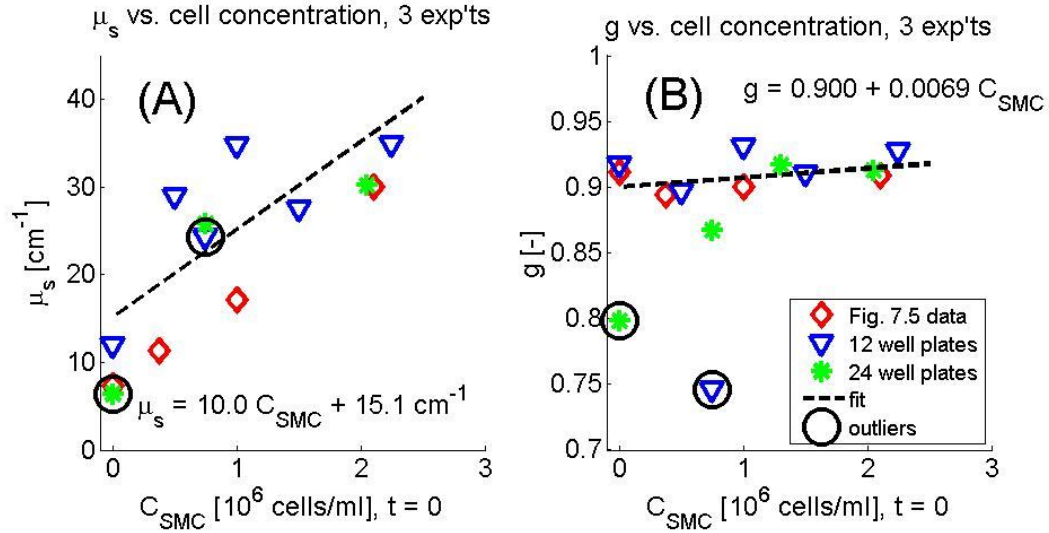 μs vs. cell concentration, 3 exp'ts
(A)
μs [cm-1]
40
30
20
10
0
μs = 10.0 CSMC + 15.1 cm-1
0 1 2 3
CSMC [10^6 cells/ml], t = 0
g vs. cell concentration, 3 exp'ts
(B)
g = 0.900 + 0.0069 CSMC
g [-]
1
0.95
0.9
0.85
0.8
0.75
0.7
Fig. 7.5 data
12 well plates
24 well plates
fit
outliers
0 1 2 3
CSMC [10^6 cells/ml], t = 0